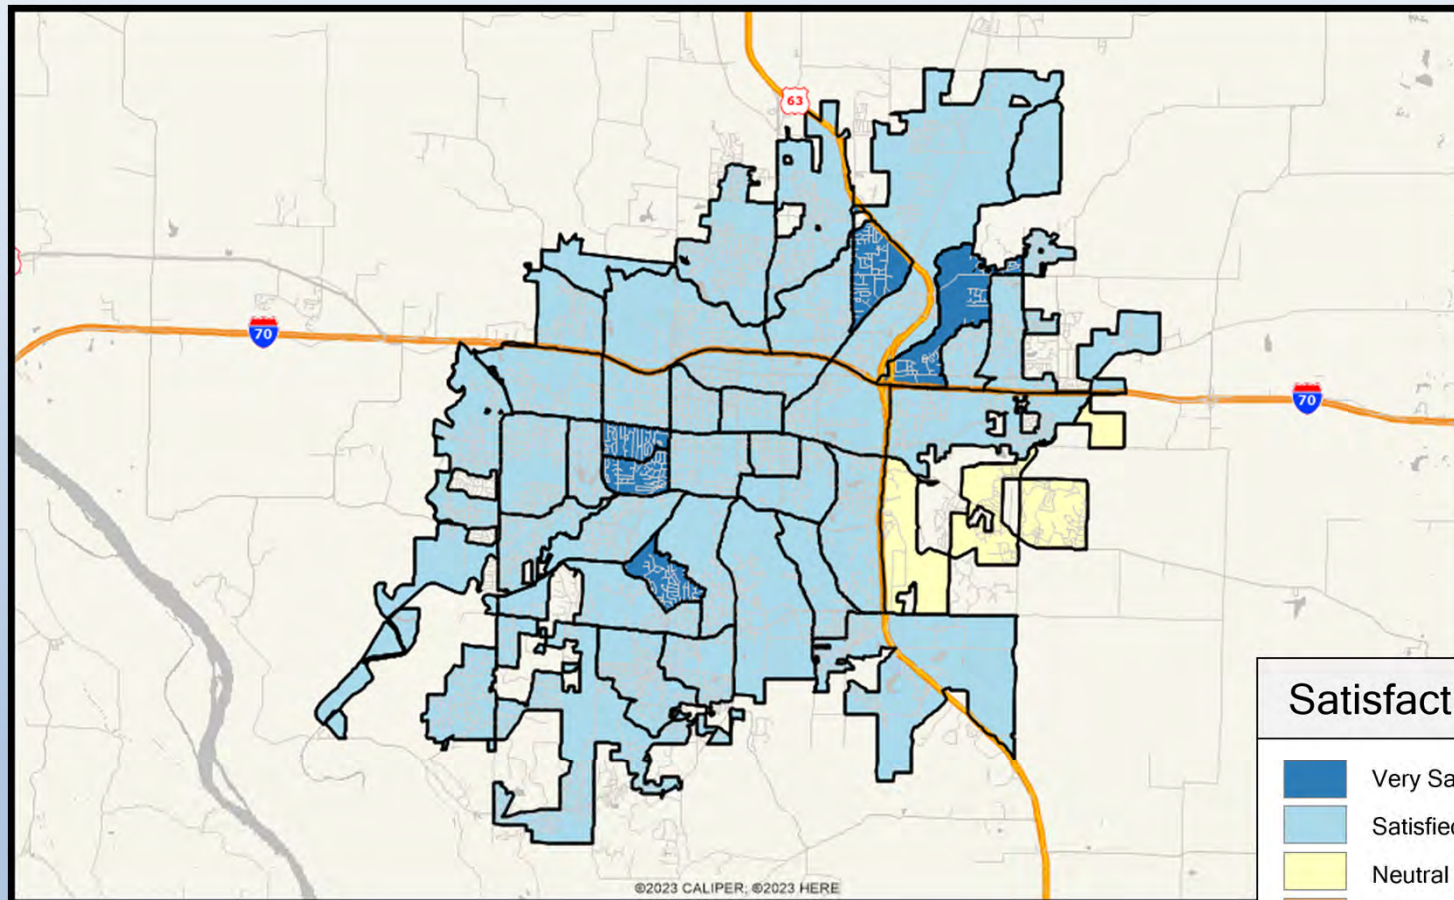 63
70
70
Satisfact
Very Sa
Satisfied
Neutral
©2023 CALIPER; ©2023 HERE